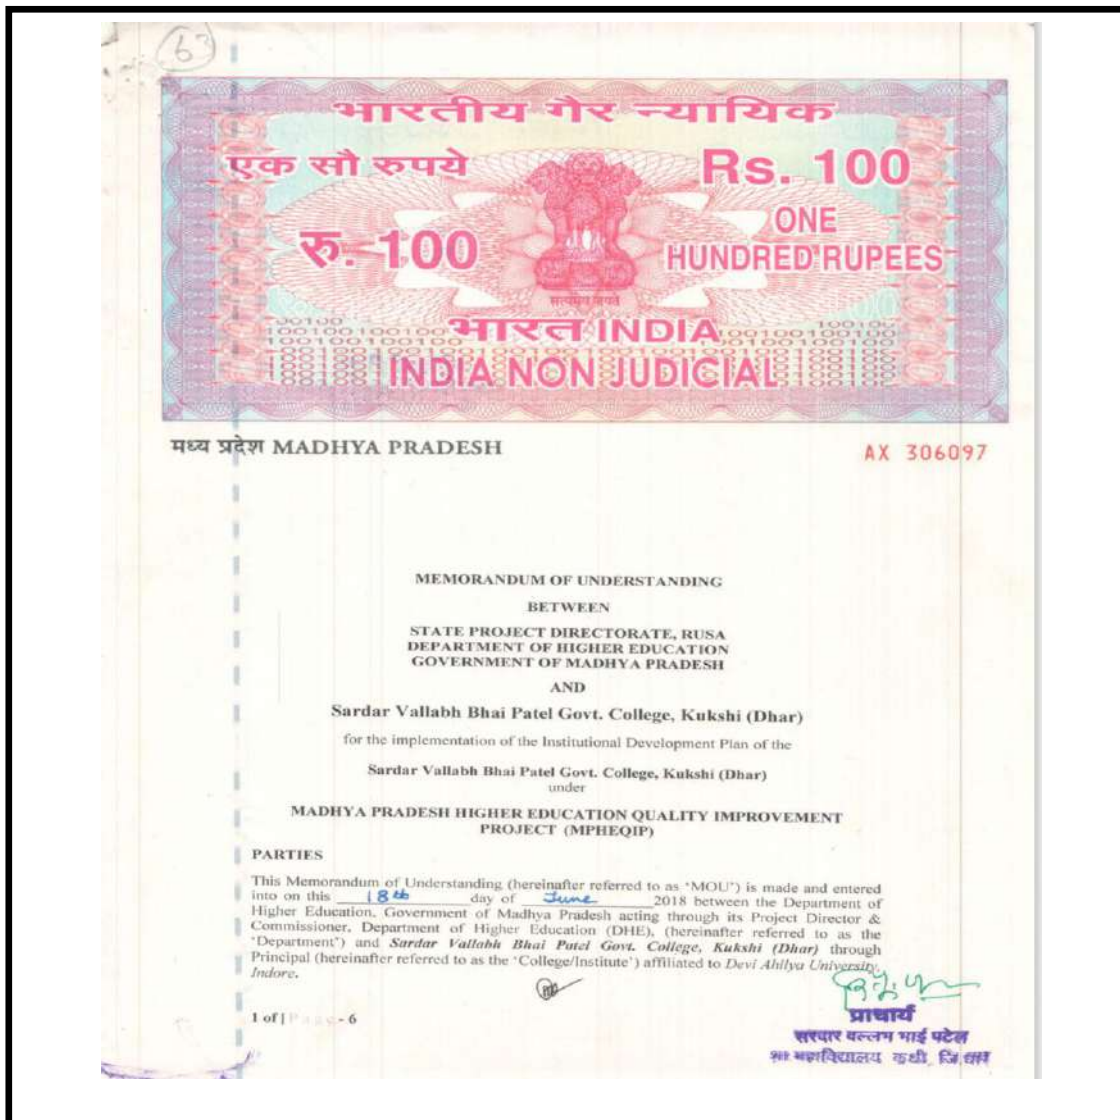 63
भारतीय गैर न्यायिक
एक सौ रुपये
Rs. 100
रु. 100
ONE
HUNDRED RUPEES
सत्यमेव जयते
भारत INDIA
INDIA NON JUDICIAL
मध्य प्रदेश MADHYA PRADESH
AX 306097
MEMORANDUM OF UNDERSTANDING
BETWEEN
STATE PROJECT DIRECTORATE, RUSA
DEPARTMENT OF HIGHER EDUCATION
GOVERNMENT OF MADHYA PRADESH
AND
Sardar Vallabh Bhai Patel Govt. College, Kukshi (Dhar)
for the implementation of the Institutional Development Plan of the
Sardar Vallabh Bhai Patel Govt. College, Kukshi (Dhar)
under
MADHYA PRADESH HIGHER EDUCATION QUALITY IMPROVEMENT
PROJECT (MPHEQIP)
PARTIES
This Memorandum of Understanding (hereinafter referred to as 'MOU') is made and entered
into on this 18th day of June 2018 between the Department of
Higher Education, Government of Madhya Pradesh acting through its Project Director &
Commissioner, Department of Higher Education (DHE), (hereinafter referred to as the
'Department') and Sardar Vallabh Bhai Patel Govt. College, Kukshi (Dhar) through
Principal (hereinafter referred to as the 'College/Institute') affiliated to Devi Ahilya University,
Indore.
1 of | Page - 6
प्राचार्य
सरदार वल्लभ भाई पटेल
महाविद्यालय कुक्षी, जि. धार